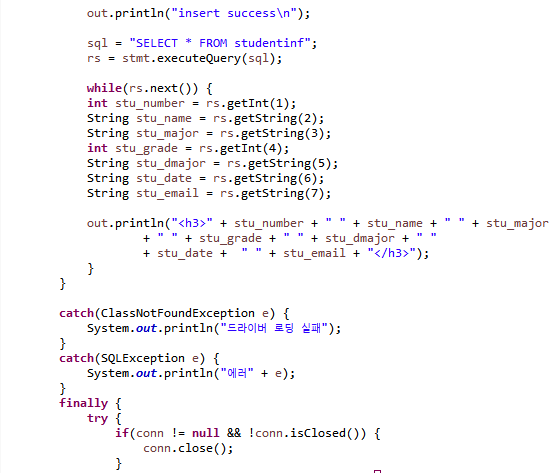 out.println("insert success\n");
sql = "SELECT * FROM studentinf";
rs = stmt.executeQuery(sql);
while(rs.next()) {
int stu_number = rs.getInt(1);
String stu_name = rs.getString(2);
String stu_major = rs.getString(3);
int stu_grade = rs.getInt(4);
String stu_dmajor = rs.getString(5);
String stu_date = rs.getString(6);
String stu_email = rs.getString(7);
out.println("<h3>" + stu_number + " " + stu_name + " " + stu_major
+ " " + stu_grade + " " + stu_dmajor + " "
+ stu_date +  " " + stu_email + "</h3>");
}
}
catch(ClassNotFoundException e) {
System.out.println("드라이버 로딩 실패");
}
catch(SQLException e) {
System.out.println("에러" + e);
}
finally {
try {
if(conn != null && !conn.isClosed()) {
conn.close();
}